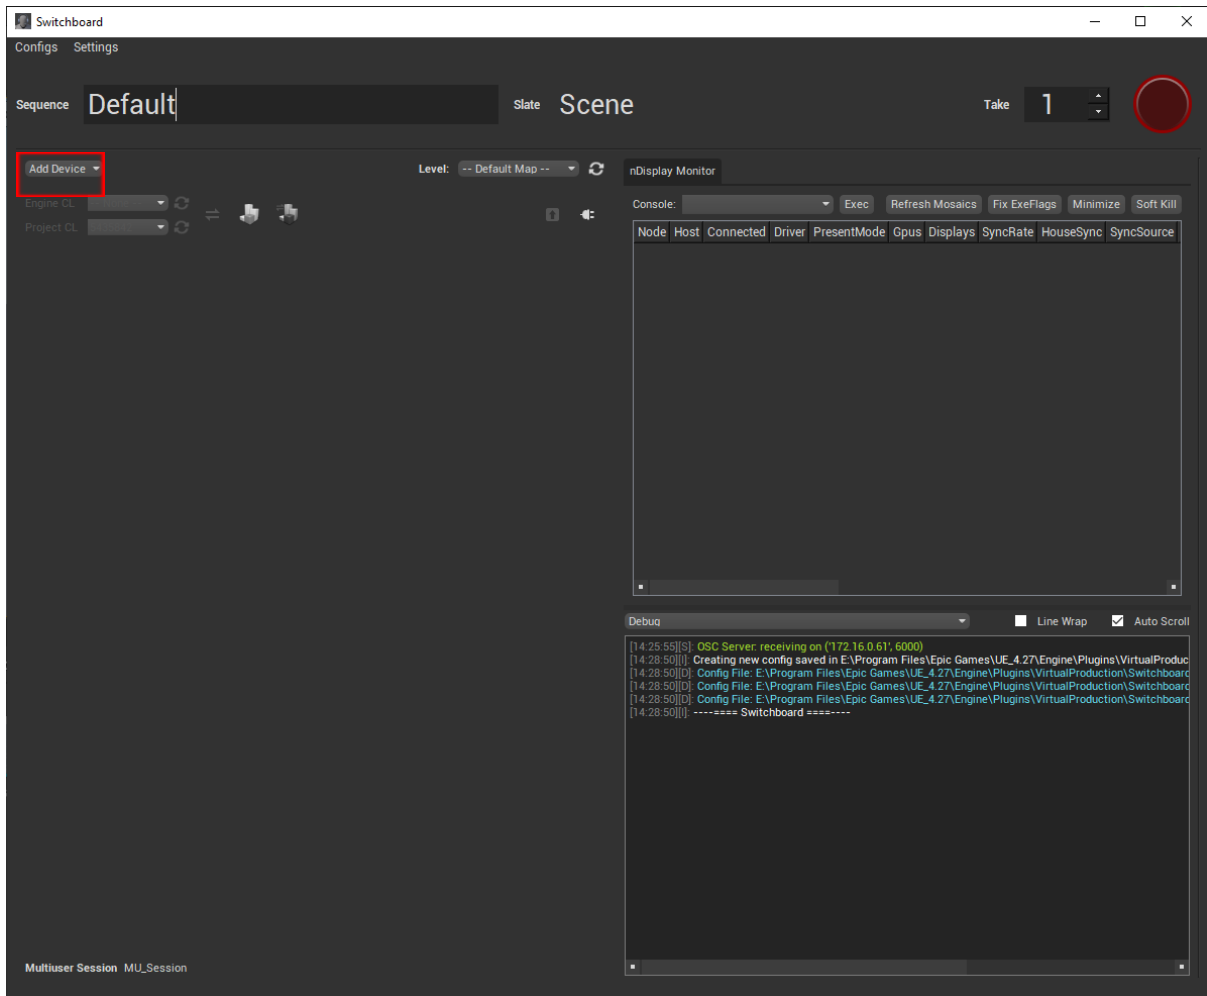 Switchboard
Configs Settings
Sequence Default Slate Scene Take 1
Add Device Level: -- Default Map -- nDisplay Monitor
Engine CL
Console: Exec Refresh Mosaics Fix ExeFlags Minimize Soft Kill
Project CL
Node Host Connected Driver PresentMode Gpus Displays SyncRate HouseSync SyncSource
Debug Line Wrap Auto Scroll
[14:25:55][S]: OSC Server: receiving on ('172.16.0.61', 6000)
[14:28:50][I]: Creating new config saved in E:\Program Files\Epic Games\UE_4.27\Engine\Plugins\VirtualProduc
[14:28:50][D]: Config File: E:\Program Files\Epic Games\UE_4.27\Engine\Plugins\VirtualProduction\Switchboard
[14:28:50][D]: Config File: E:\Program Files\Epic Games\UE_4.27\Engine\Plugins\VirtualProduction\Switchboard
[14:28:50][D]: Config File: E:\Program Files\Epic Games\UE_4.27\Engine\Plugins\VirtualProduction\Switchboard
[14:28:50][I]: ----==== Switchboard ====----
Multiuser Session MU_Session